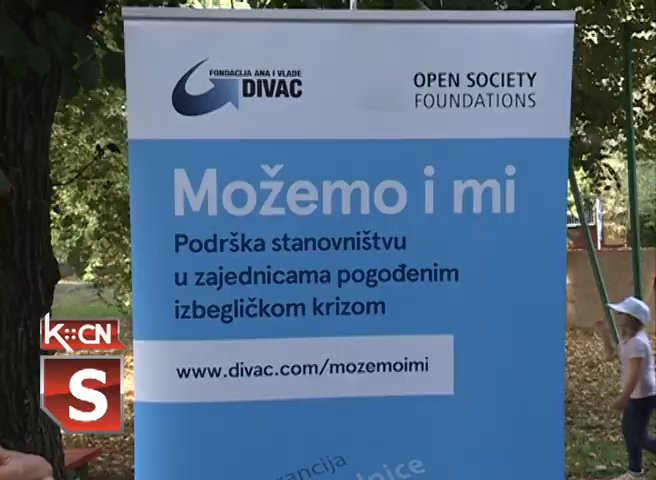 FONDACIJA ANA I VLADE
DIVAC
OPEN SOCIETY
FOUNDATIONS
Možemo i mi
Podrška stanovništvu
u zajednicama pogođenim
izbegličkom krizom
www.divac.com/mozemoimi
K::CN
S